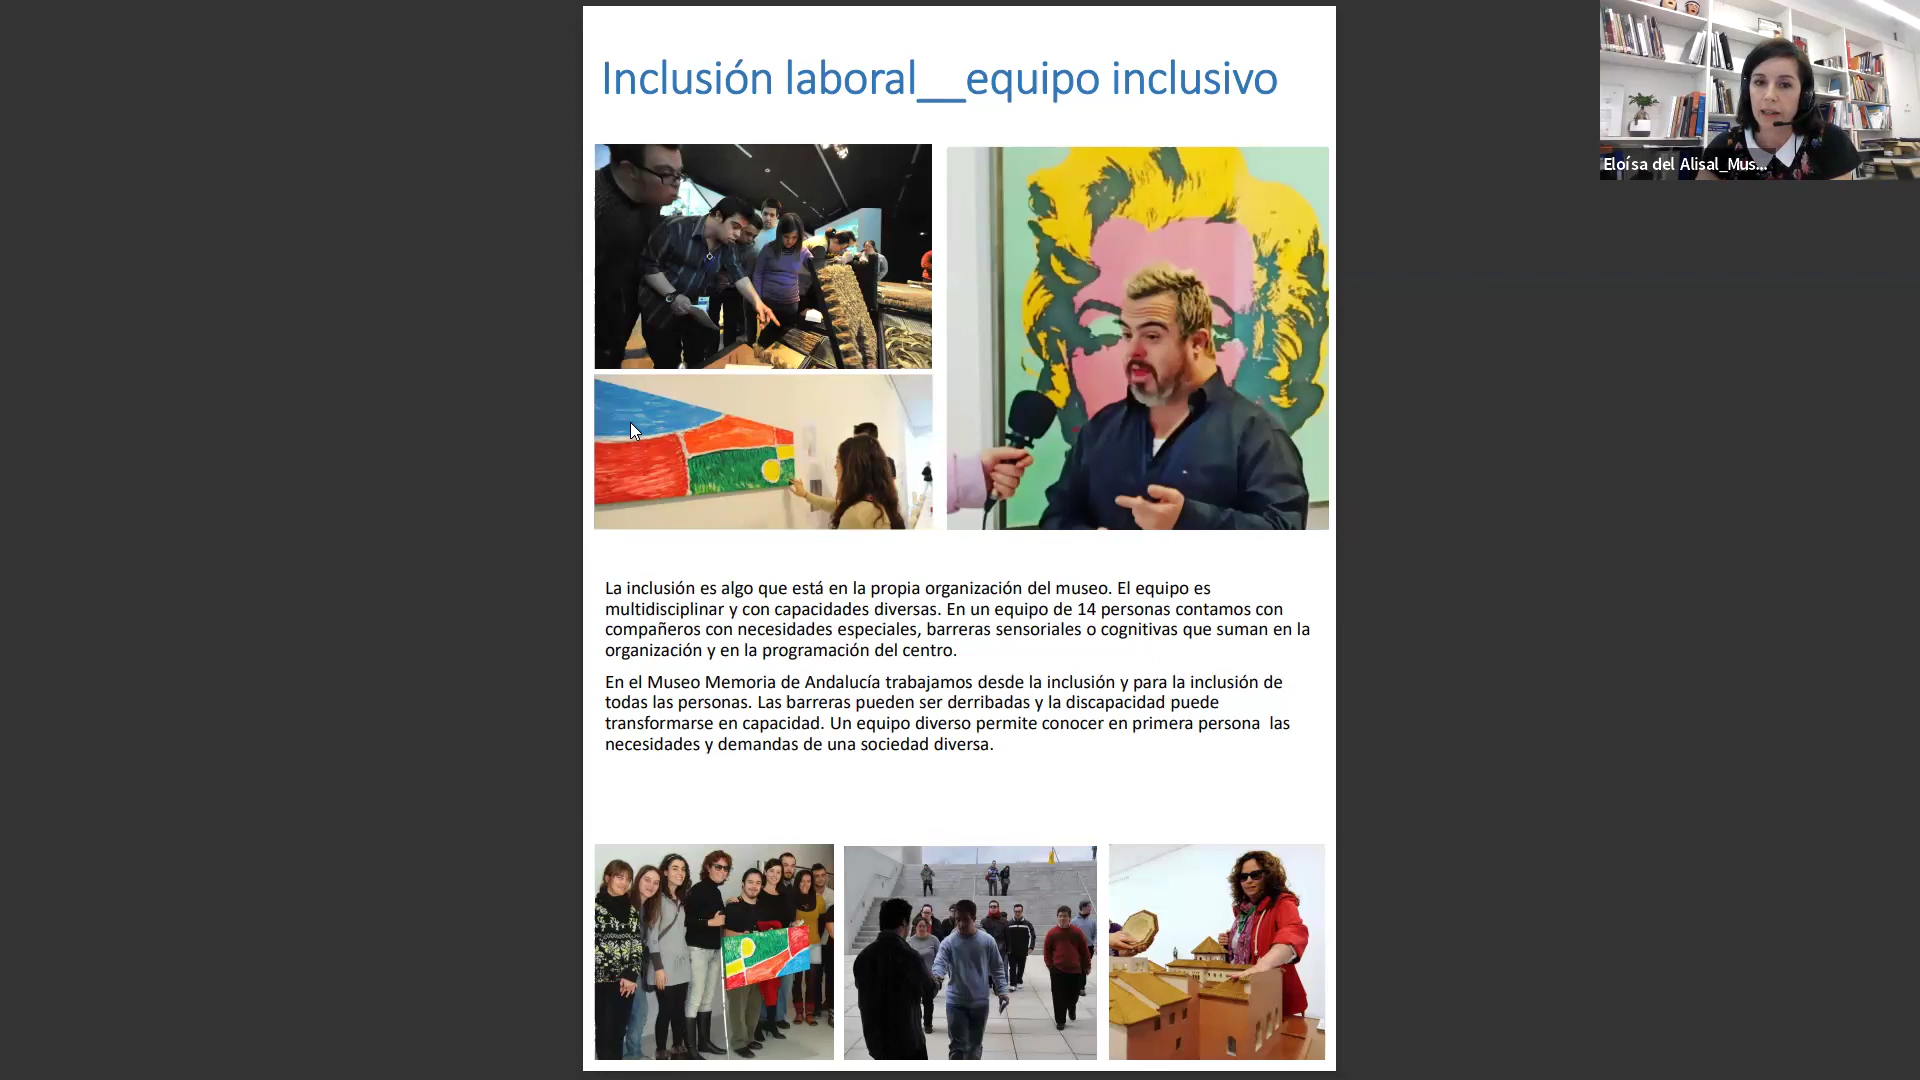 Inclusión laboral__equipo inclusivo
Eloísa del Alisal_Mus...
La inclusión es algo que está en la propia organización del museo. El equipo es
multidisciplinar y con capacidades diversas. En un equipo de 14 personas contamos con
compañeros con necesidades especiales, barreras sensoriales o cognitivas que suman en la
organización y en la programación del centro.
En el Museo Memoria de Andalucía trabajamos desde la inclusión y para la inclusión de
todas las personas. Las barreras pueden ser derribadas y la discapacidad puede
transformarse en capacidad. Un equipo diverso permite conocer en primera persona  las
necesidades y demandas de una sociedad diversa.